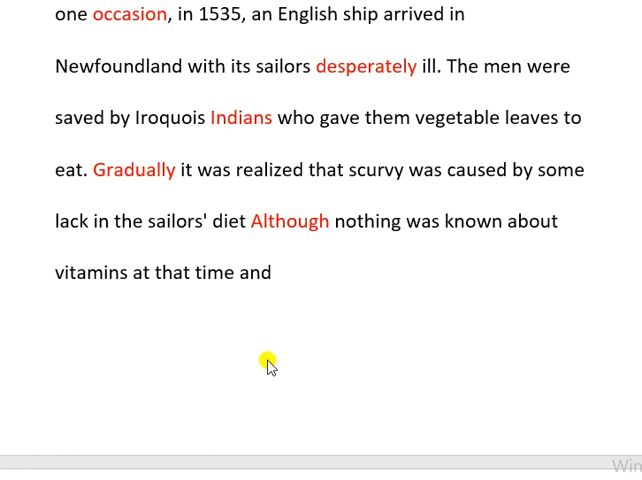 one occasion, in 1535, an English ship arrived in
Newfoundland with its sailors desperately ill. The men were
saved by Iroquois Indians who gave them vegetable leaves to
eat. Gradually it was realized that scurvy was caused by some
lack in the sailors' diet Although nothing was known about
vitamins at that time and
Win